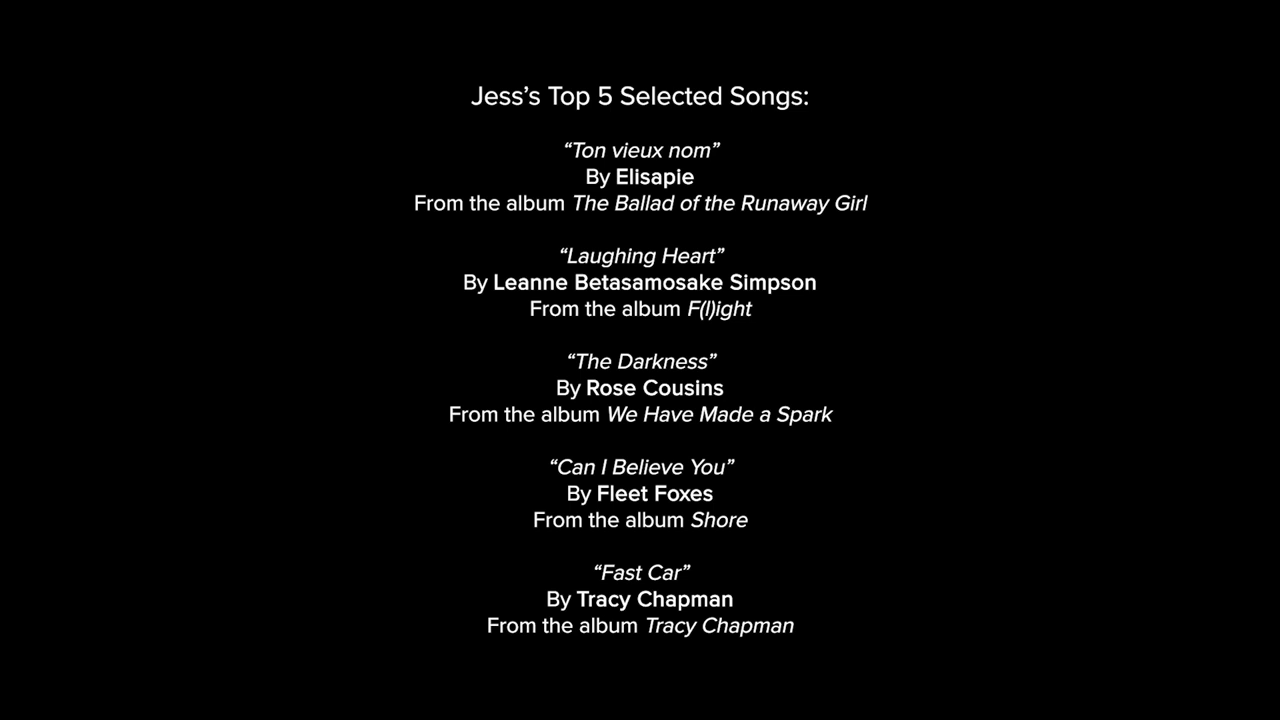 Jess’s Top 5 Selected Songs:
“Ton vieux nom”
By Elisapie
From the album The Ballad of the Runaway Girl
“Laughing Heart”
By Leanne Betasamosake Simpson
From the album F(l)ight
“The Darkness”
By Rose Cousins
From the album We Have Made a Spark
“Can I Believe You”
By Fleet Foxes
From the album Shore
“Fast Car”
By Tracy Chapman
From the album Tracy Chapman